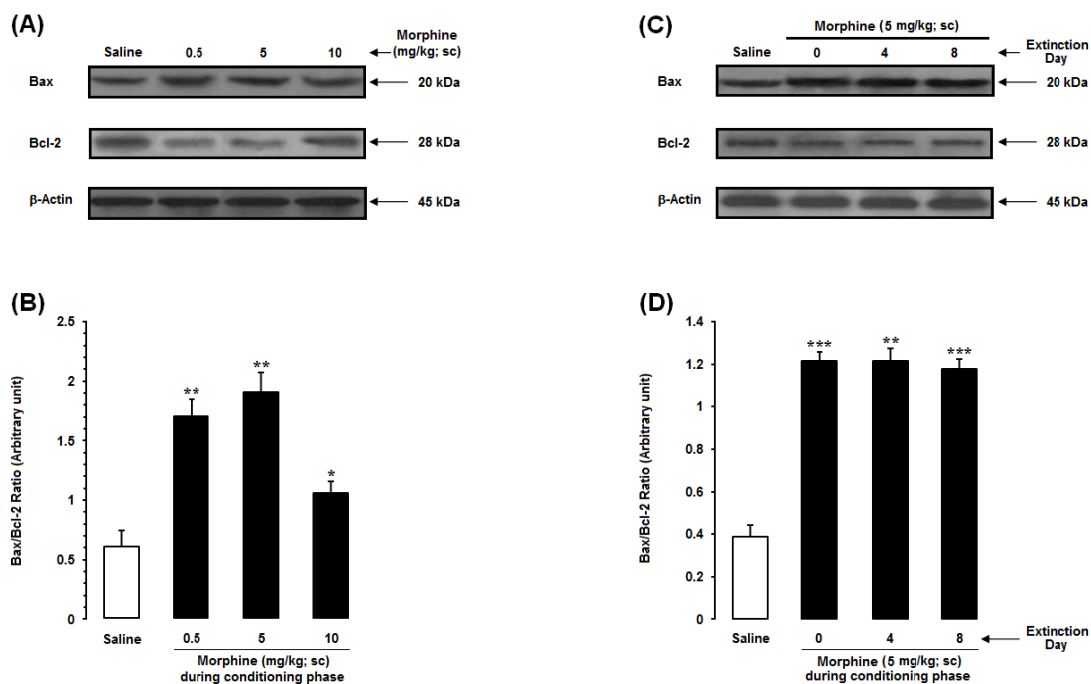 (A)
Morphine
(mg/kg; sc)
Saline 0.5 5 10
Bax 20 kDa
Bcl-2 28 kDa
β-Actin 45 kDa
(B)
Bax/Bcl-2 Ratio (Arbitrary unit)
2.5
2
1.5
1
0.5
0
** ** *
Saline 0.5 5 10
Morphine (mg/kg; sc)
during conditioning phase
(C)
Morphine (5 mg/kg; sc)
Saline 0 4 8
Extinction
Day
Bax 20 kDa
Bcl-2 28 kDa
β-Actin 45 kDa
(D)
Bax/Bcl-2 Ratio (Arbitrary unit)
1.4
1.2
1
0.8
0.6
0.4
0.2
0
*** ** ***
Saline 0 4 8
Extinction
Day
Morphine (5 mg/kg; sc)
during conditioning phase